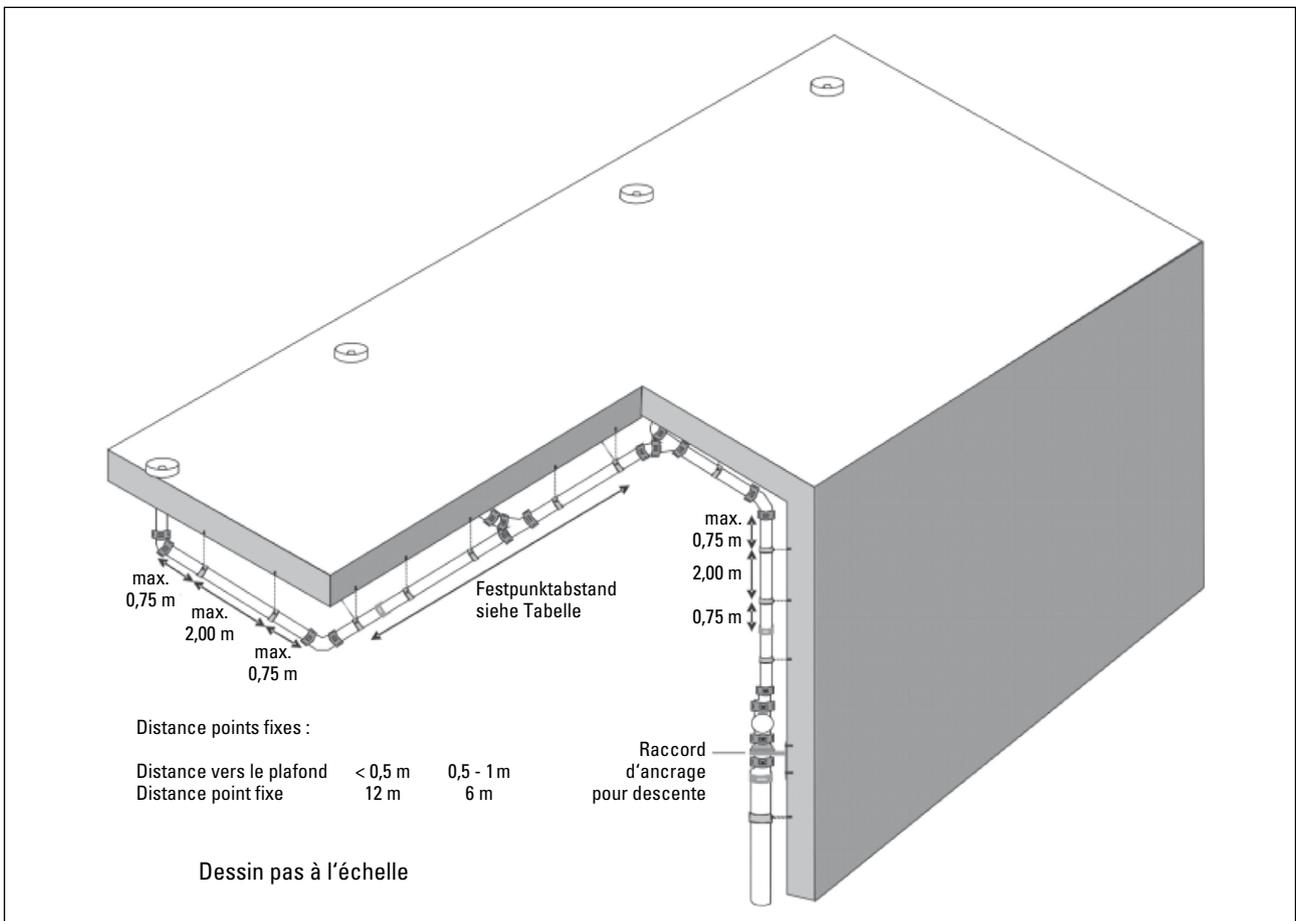 max.
0,75 m
max.
2,00 m
max.
0,75 m
Festpunktabstand
siehe Tabelle
max.
0,75 m
2,00 m
0,75 m
Distance points fixes :
Distance vers le plafond < 0,5 m 0,5 - 1 m
Distance point fixe 12 m 6 m
Raccord
d‘ancrage
pour descente
Dessin pas à l‘échelle